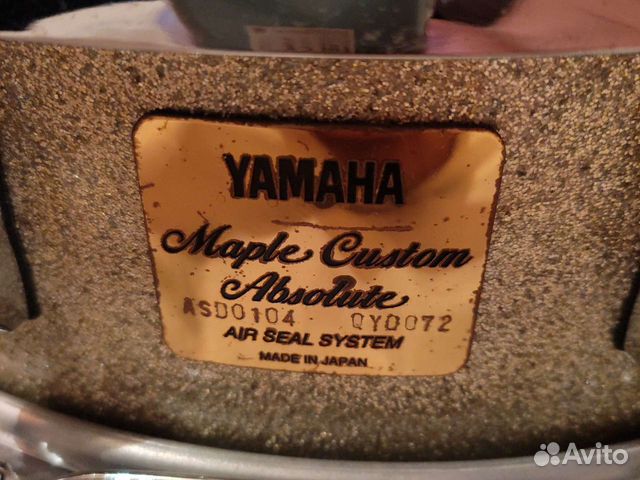 YAMAHA
Maple Custom
Absolute
ASD0104 QY0072
AIR SEAL SYSTEM
MADE IN JAPAN
Avito